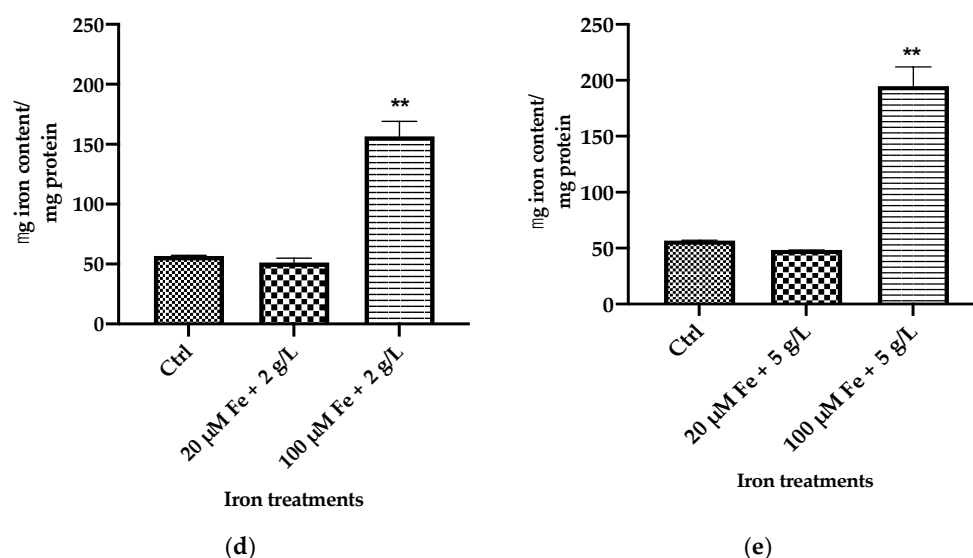 250
200
150
100
50
0
mg iron content/
mg protein
**
Ctrl
20 µM Fe + 2 g/L
100 µM Fe + 2 g/L
Iron treatments
(d)
250
200
150
100
50
0
mg iron content/
mg protein
**
Ctrl
20 µM Fe + 5 g/L
100 µM Fe + 5 g/L
Iron treatments
(e)